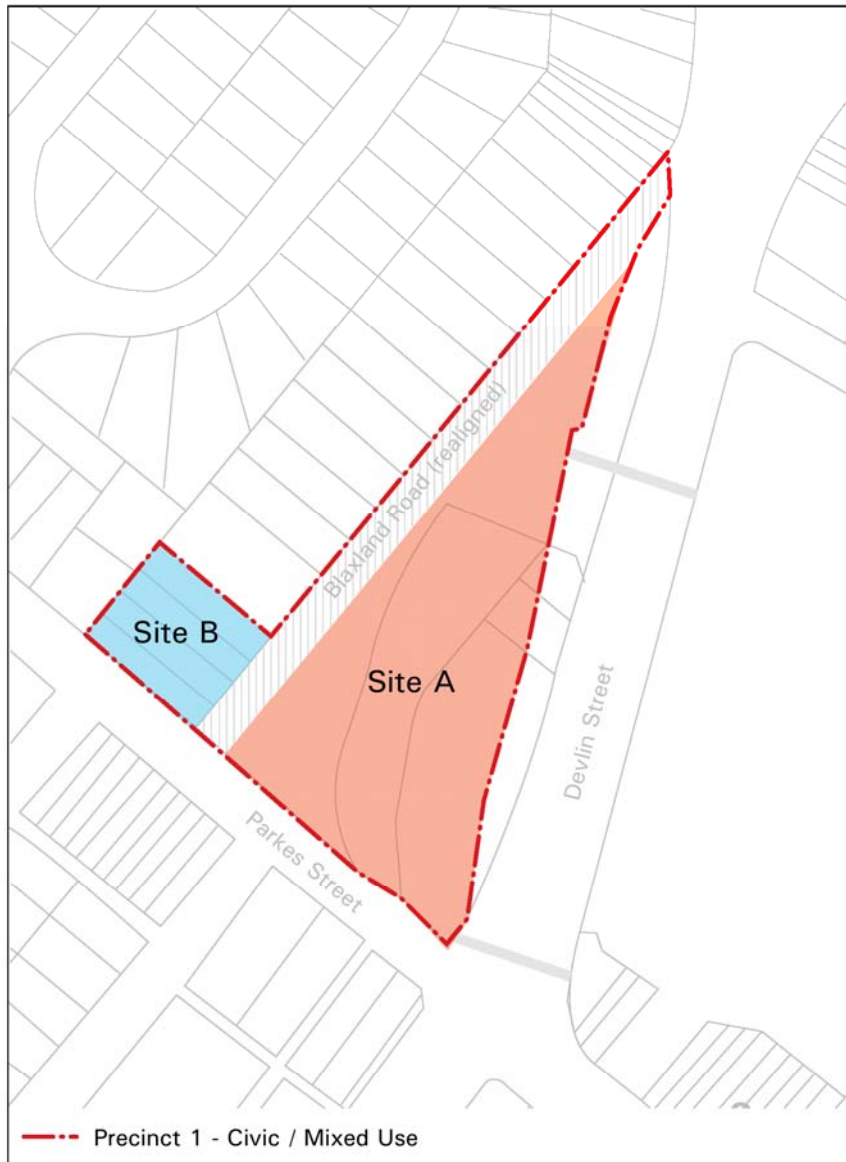 Blaxland Road (realigned)
Site B
Site A
Devlin Street
Parkes Street
Precinct 1 - Civic / Mixed Use